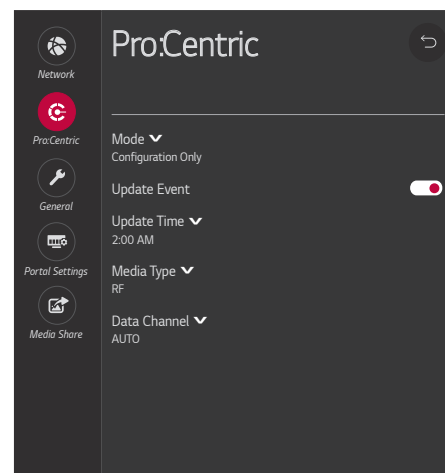 Pro:Centric
Network
Pro:Centric
General
Portal Settings
Media Share
Mode
Configuration Only
Update Event
Update Time
2:00 AM
Media Type
RF
Data Channel
AUTO